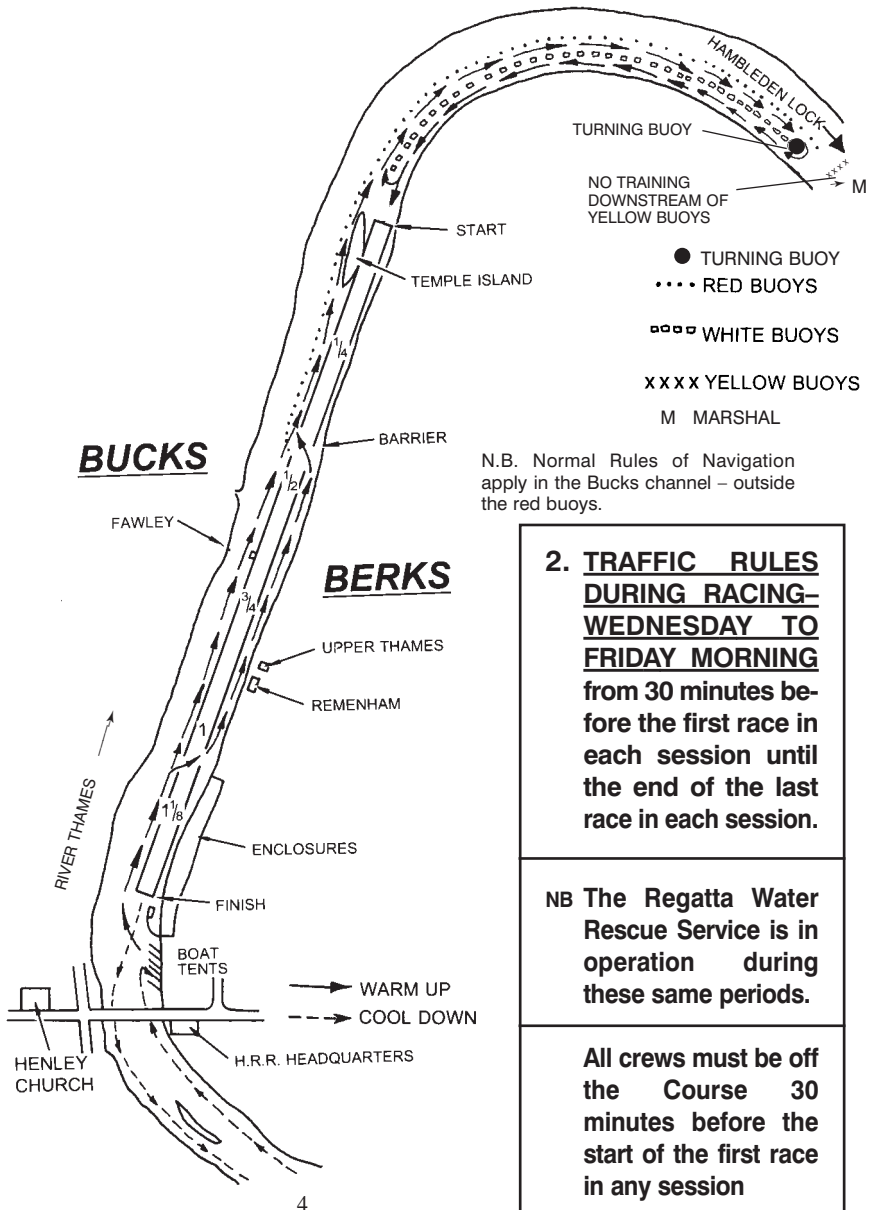 HAMBLEDEN LOCK
TURNING BUOY
NO TRAINING
DOWNSTREAM OF
YELLOW BUOYS
xxxx
M
START
TEMPLE ISLAND
TURNING BUOY
RED BUOYS
WHITE BUOYS
xxxx YELLOW BUOYS
M MARSHAL
1/4
BARRIER
BUCKS
1/2
N.B. Normal Rules of Navigation
apply in the Bucks channel – outside
the red buoys.
FAWLEY
BERKS
3/4
UPPER THAMES
REMENHAM
1
RIVER THAMES
1 1/8
ENCLOSURES
FINISH
BOAT
TENTS
WARM UP
COOL DOWN
HENLEY
CHURCH
H.R.R. HEADQUARTERS
2. TRAFFIC RULES
DURING RACING–
WEDNESDAY TO
FRIDAY MORNING
from 30 minutes be-
fore the first race in
each session until
the end of the last
race in each session.
NB The Regatta Water
Rescue Service is in
operation during
these same periods.
All crews must be off
the Course 30
minutes before the
start of the first race
in any session
4